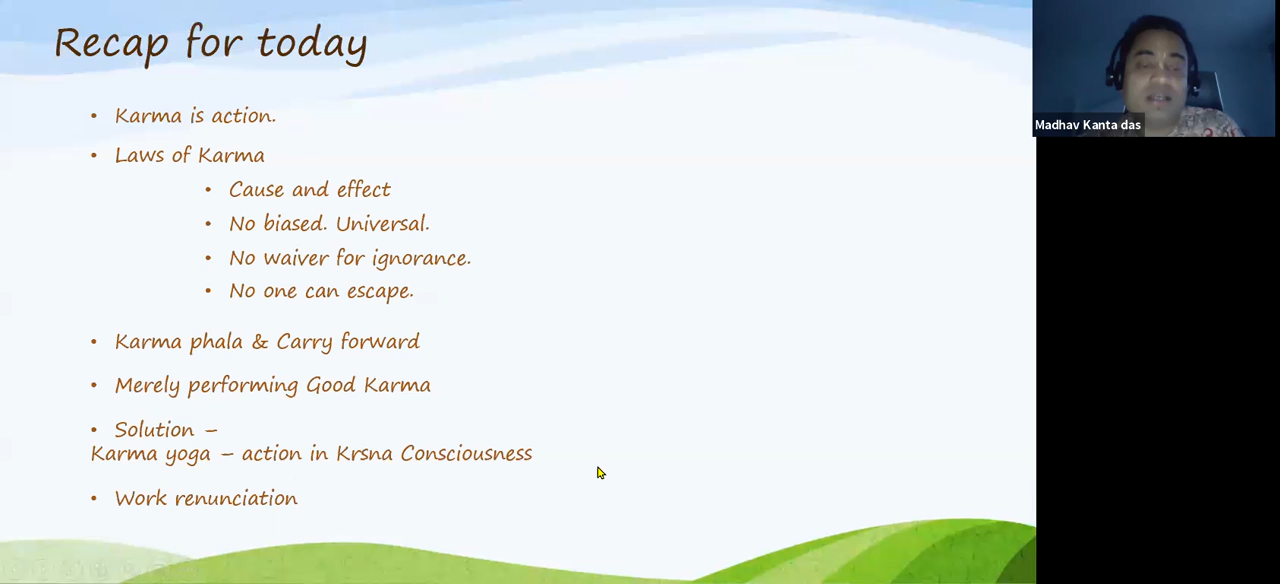 Recap for today
• Karma is action.
• Laws of Karma
• Cause and effect
• No biased. Universal.
• No waiver for ignorance.
• No one can escape.
• Karma phala & Carry forward
• Merely performing Good Karma
• Solution –
Karma yoga – action in Krsna Consciousness
• Work renunciation
Madhav Kanta das